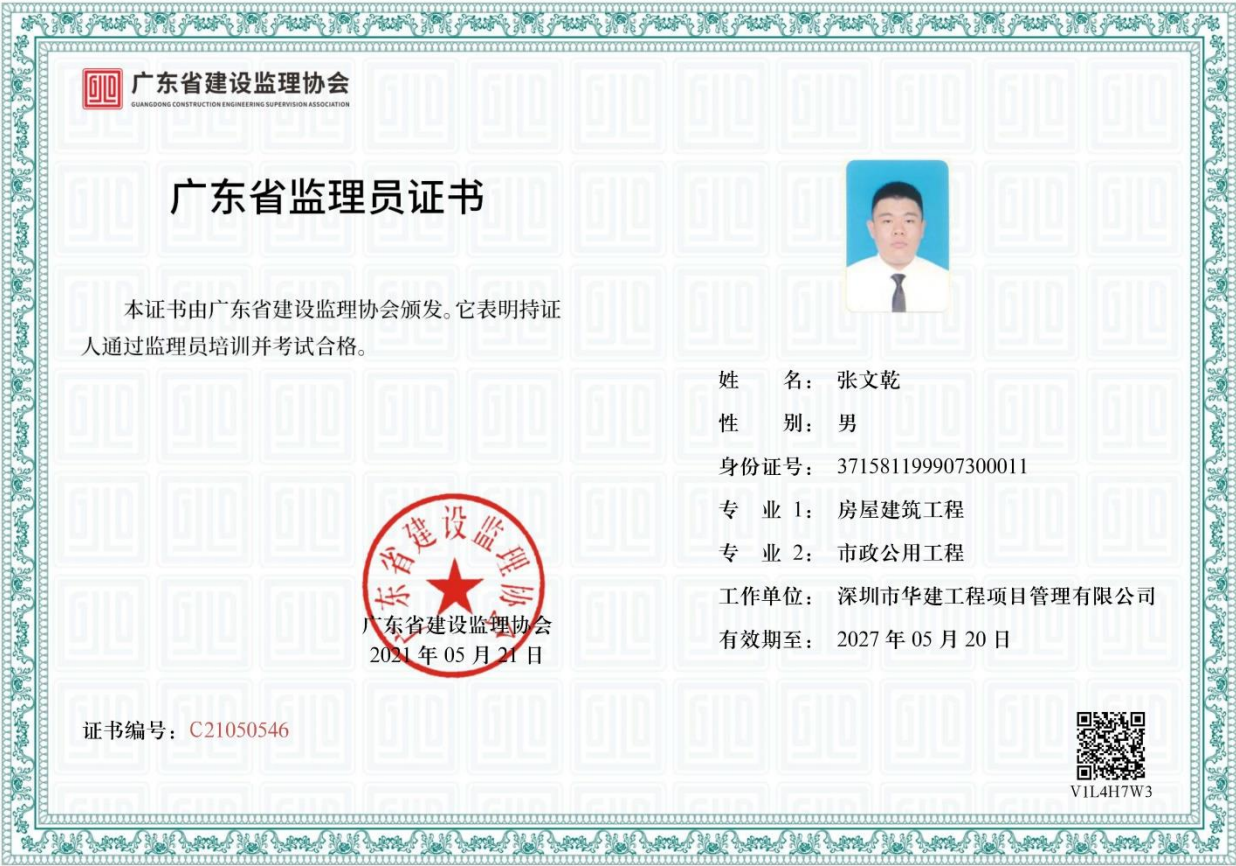 广东省建设监理协会
GUANGDONG CONSTRUCTION ENGINEERING SUPERVISION ASSOCIATION
广东省监理员证书
本证书由广东省建设监理协会颁发。它表明持证
人通过监理员培训并考试合格。
姓 名： 张文乾
性 别： 男
身份证号： 371581199907300011
专 业 1： 房屋建筑工程
专 业 2： 市政公用工程
工作单位： 深圳市华建工程项目管理有限公司
有效期至： 2027 年 05 月 20 日
广东省建设监理协会
广东省建设监理协会
2021 年 05 月 21 日
证书编号：C21050546
V1L4H7W3